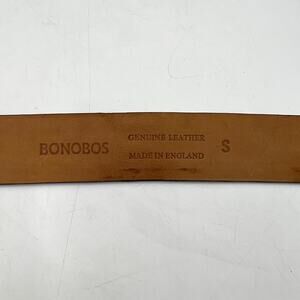 BONOBOS
GENUINE LEATHER
MADE IN ENGLAND
S